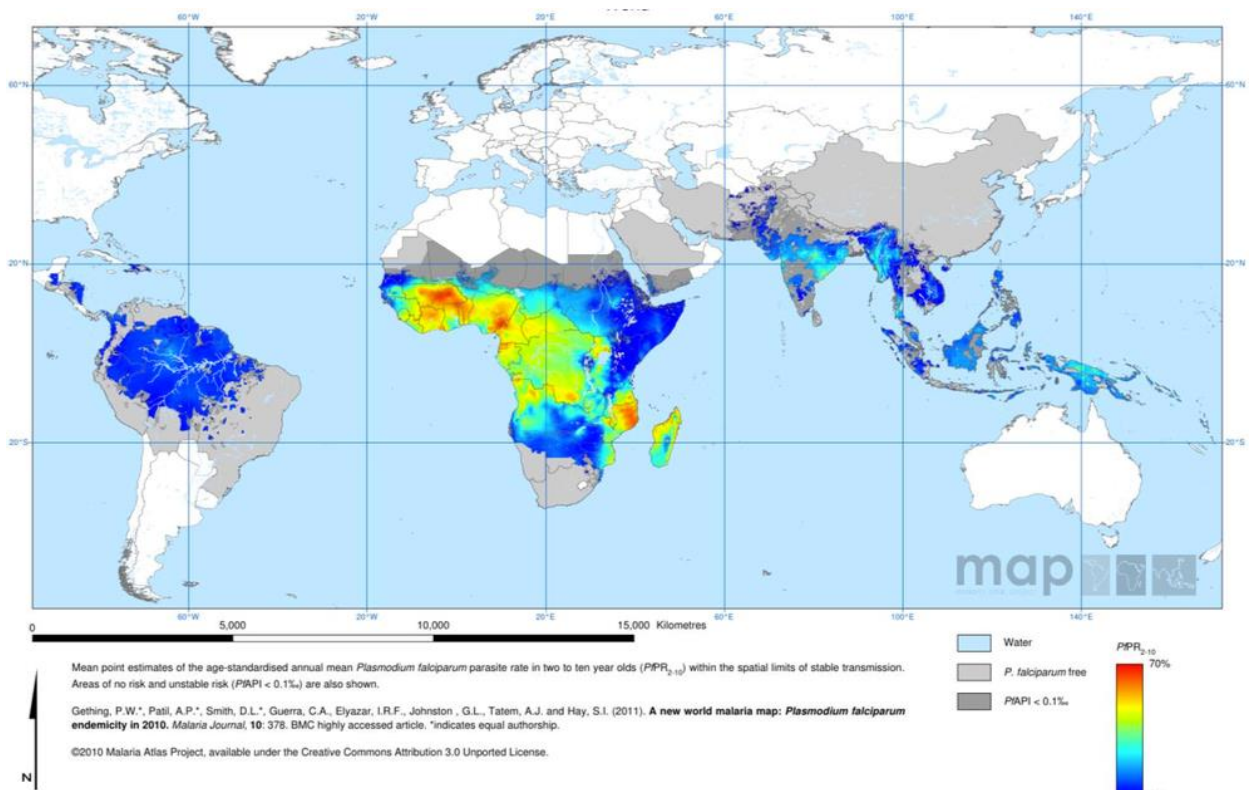 60°W 20°W 20°E 60°E 100°E 140°E
60°N 60°N
20°N 20°N
20°S 20°S
map
60°W 20°W 20°E 60°E 100°E 140°E
0 5,000 10,000 15,000 Kilometres
Water
P. falciparum free
PfAPI < 0.1‰
PfPR2-10
70%
Mean point estimates of the age-standardised annual mean Plasmodium falciparum parasite rate in two to ten year olds (PfPR2-10) within the spatial limits of stable transmission.
Areas of no risk and unstable risk (PfAPI < 0.1‰) are also shown.
Gething, P.W.*, Patil, A.P.*, Smith, D.L.*, Guerra, C.A., Elyazar, I.R.F., Johnston , G.L., Tatem, A.J. and Hay, S.I. (2011). A new world malaria map: Plasmodium falciparum
endemicity in 2010. Malaria Journal, 10: 378. BMC highly accessed article. *indicates equal authorship.
©2010 Malaria Atlas Project, available under the Creative Commons Attribution 3.0 Unported License.
N